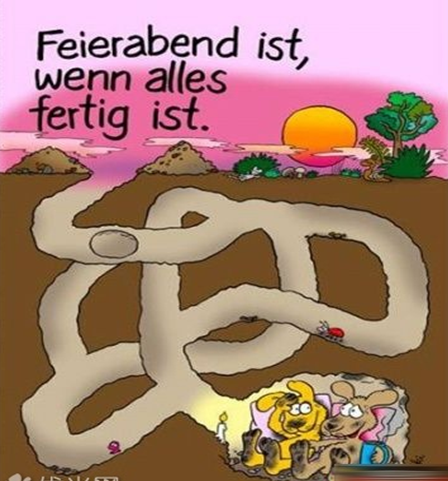 Feierabend ist,
wenn alles
fertig ist.